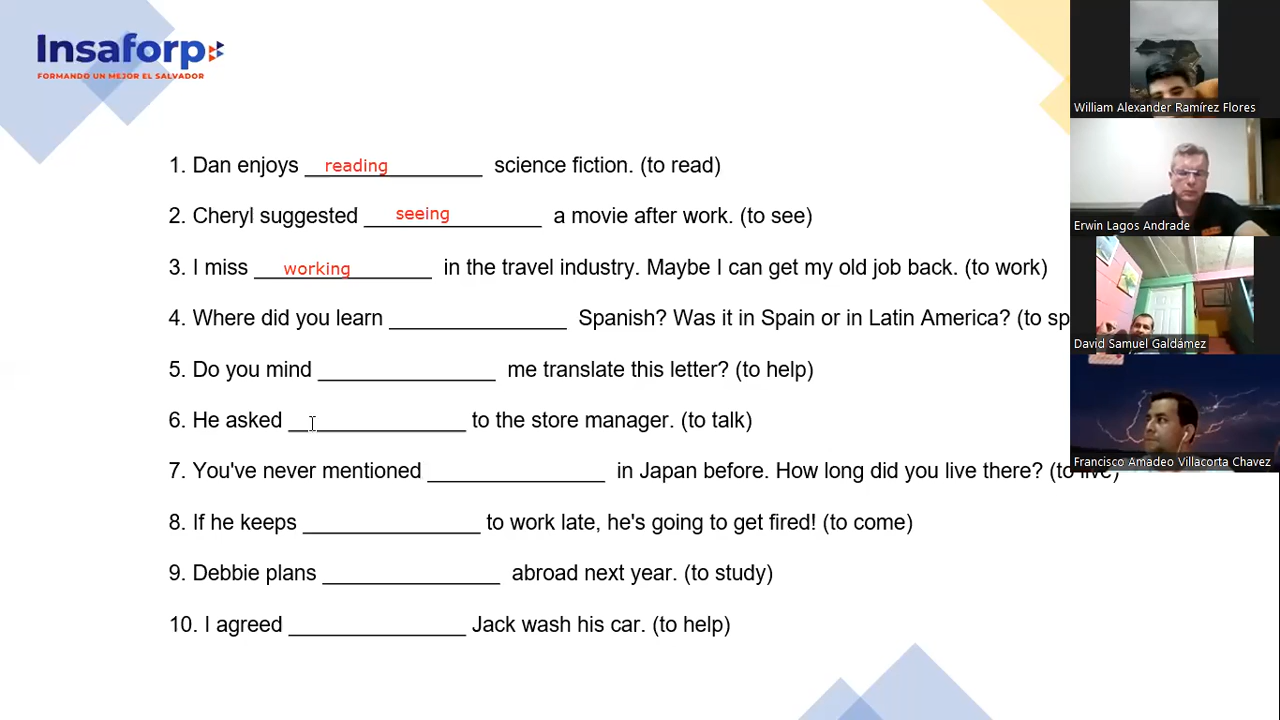 Insaforp
FORMANDO UN MEJOR EL SALVADOR
1. Dan enjoys reading science fiction. (to read)
2. Cheryl suggested seeing a movie after work. (to see)
3. I miss working in the travel industry. Maybe I can get my old job back. (to work)
4. Where did you learn ________________ Spanish? Was it in Spain or in Latin America? (to sp
5. Do you mind ________________ me translate this letter? (to help)
6. He asked ________________ to the store manager. (to talk)
7. You've never mentioned ________________ in Japan before. How long did you live there? (to live)
8. If he keeps ________________ to work late, he's going to get fired! (to come)
9. Debbie plans ________________ abroad next year. (to study)
10. I agreed ________________ Jack wash his car. (to help)
William Alexander Ramírez Flores
Erwin Lagos Andrade
David Samuel Galdámez
Francisco Amadeo Villacorta Chavez